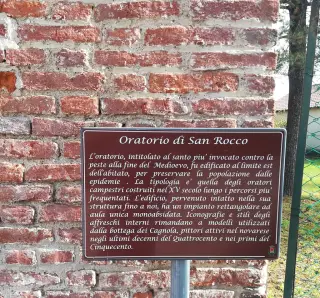 Oratorio di San Rocco
L'oratorio, intitolato al santo piu' invocato contro la
peste alla fine del Medioevo, fu edificato al limite est
dell'abitato, per preservare la popolazione dalle
epidemie . La tipologia e' quella degli oratori
campestri costruiti nel XV secolo lungo i percorsi piu'
frequentati. L'edificio, pervenuto intatto nella sua
struttura fino a noi, ha un impianto rettangolare ad
aula unica monoabsidata. Iconografie e stili degli
affreschi interni rimandano a modelli utilizzati
dalla bottega dei Cagnola, pittori attivi nel novarese
negli ultimi decenni del Quattrocento e nei primi del
Cinquecento.